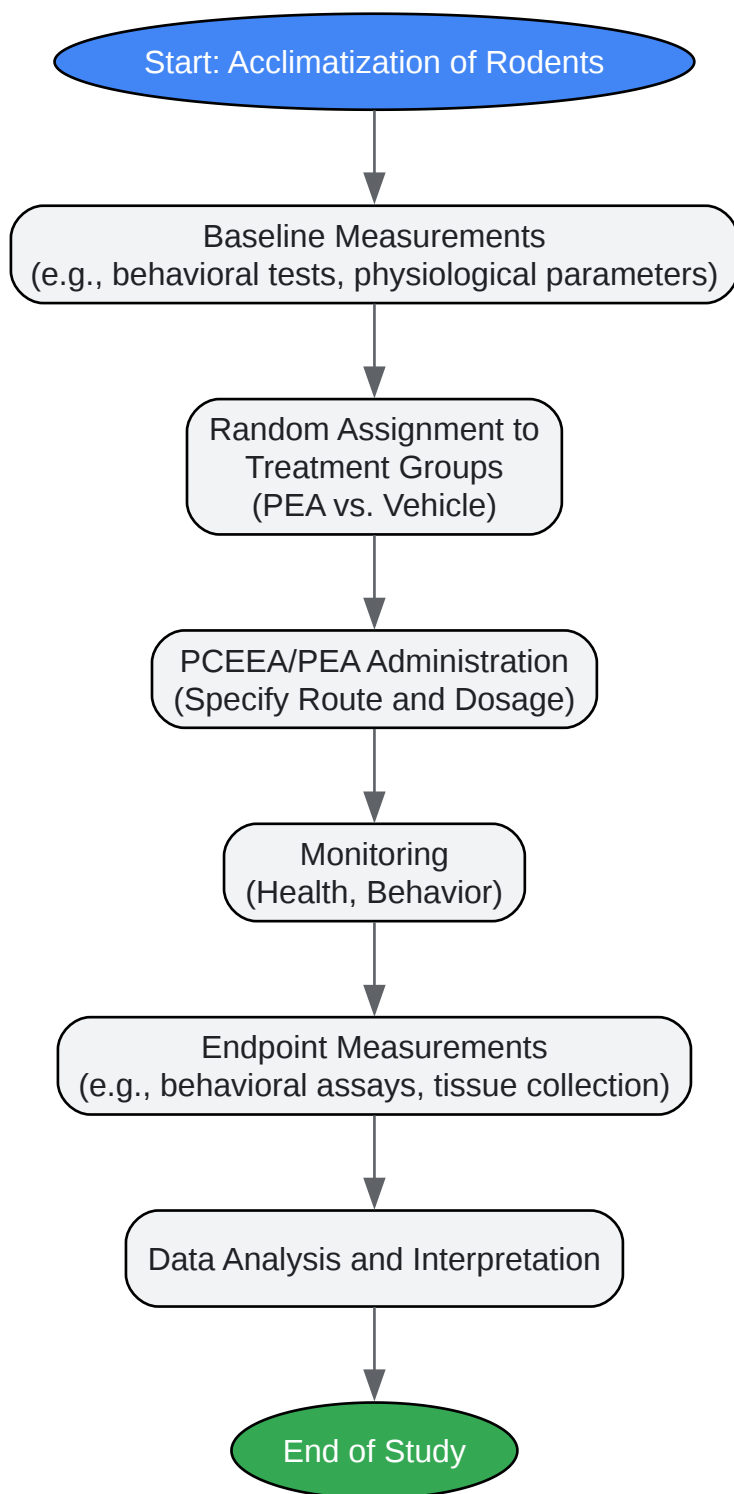 Start: Acclimatization of Rodents
Baseline Measurements
(e.g., behavioral tests, physiological parameters)
Random Assignment to
Treatment Groups
(PEA vs. Vehicle)
PCEEA/PEA Administration
(Specify Route and Dosage)
Monitoring
(Health, Behavior)
Endpoint Measurements
(e.g., behavioral assays, tissue collection)
Data Analysis and Interpretation
End of Study